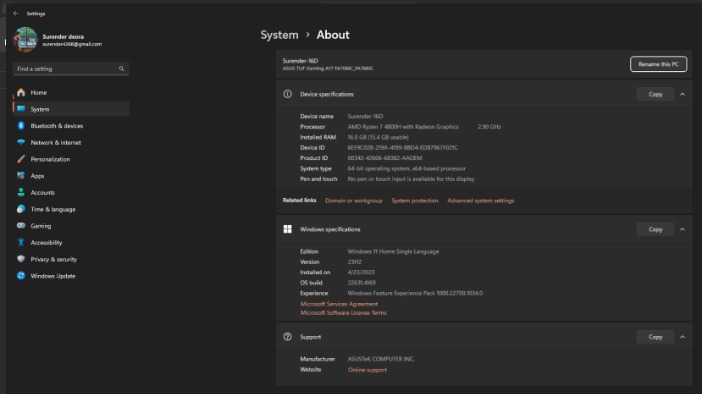 Settings
Surender deora
surender4268@gmail.com
Find a setting
Home
System
Bluetooth & devices
Network & internet
Personalization
Apps
Accounts
Time & language
Gaming
Accessibility
Privacy & security
Windows Update
System > About
Surender-16D
ASUS TUF Gaming A17
Rename this PC
Device specifications
Copy
Device name Surender-16D
Processor AMD Ryzen 7 4800H with Radeon Graphics 2.90 GHz
Installed RAM 16.0 GB (15.4 GB usable)
Device ID
Product ID 00342-42606-68382-AAOEM
System type 64-bit operating system, x64-based processor
Pen and touch No pen or touch input is available for this display
Related links Domain or workgroup System protection Advanced system settings
Windows specifications
Copy
Edition Windows 11 Home Single Language
Version 23H2
Installed on 4/23/2023
OS build 22631.4169
Experience Windows Feature Experience Pack 1000.22700.1034.0
Microsoft Services Agreement
Microsoft Software License Terms
Support
Copy
Manufacturer ASUSTeK COMPUTER INC.
Website Online support